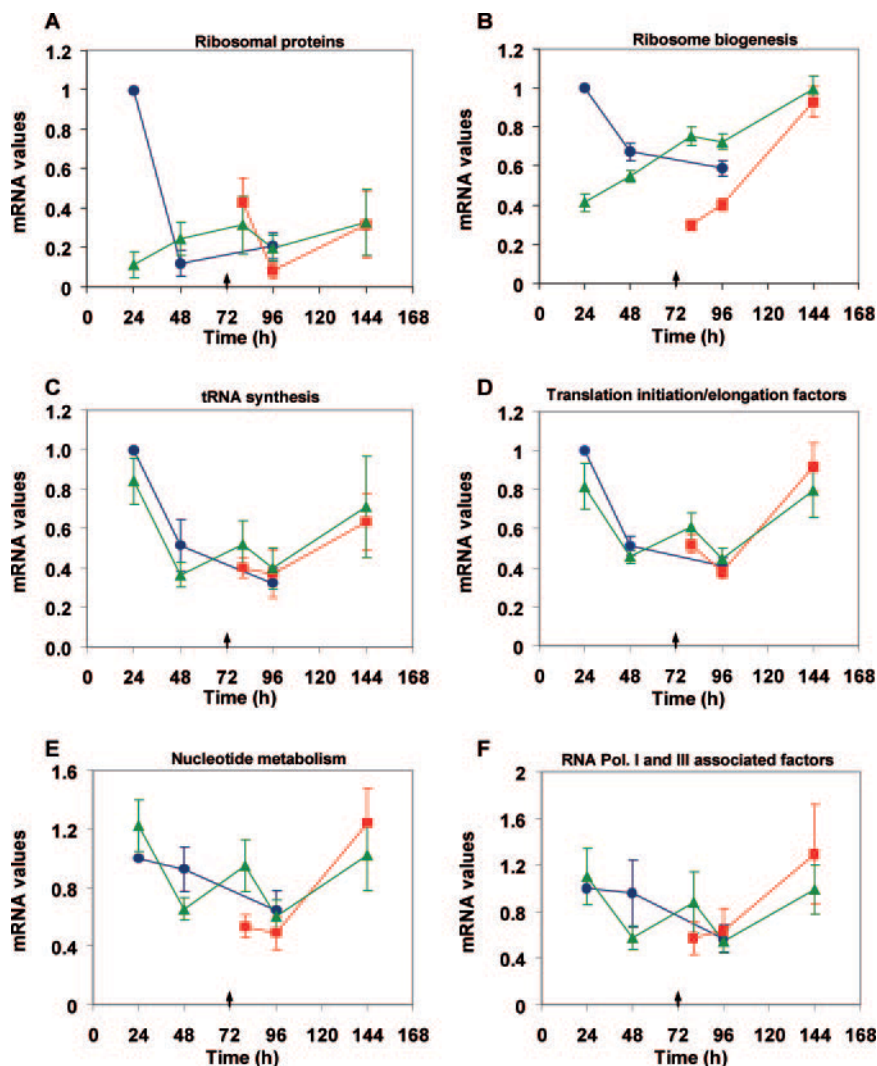 A
Ribosomal proteins
1.2
1
0.8
0.6
0.4
0.2
0
mRNA values
0 24 48 72 96 120 144 168
Time (h)
B
Ribosome biogenesis
1.2
1
0.8
0.6
0.4
0.2
0
mRNA values
0 24 48 72 96 120 144 168
Time (h)
C
tRNA synthesis
1.2
1.0
0.8
0.6
0.4
0.2
0.0
mRNA values
0 24 48 72 96 120 144 168
Time (h)
D
Translation initiation/elongation factors
1.2
1
0.8
0.6
0.4
0.2
0
mRNA values
0 24 48 72 96 120 144 168
Time (h)
E
Nucleotide metabolism
1.6
1.2
0.8
0.4
0
mRNA values
0 24 48 72 96 120 144 168
Time (h)
F
RNA Pol. I and III associated factors
2
1.6
1.2
0.8
0.4
0
mRNA values
0 24 48 72 96 120 144 168
Time (h)